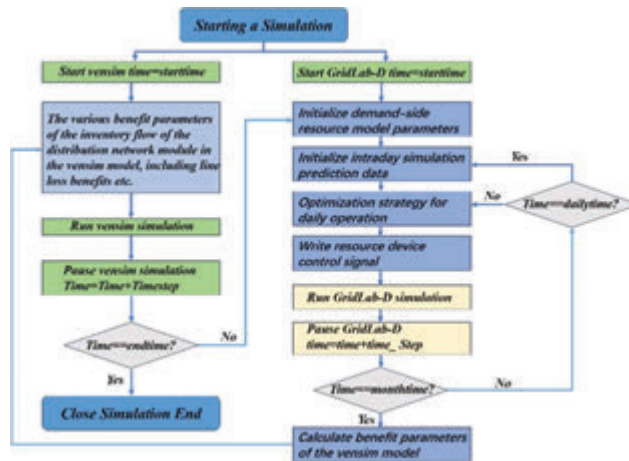 Starting a Simulation
Start vensim time=starttime
The various benefit parameters
of the inventory flow of the
distribution network module in
the vensim model, including line
loss benefits etc.
Run vensim simulation
Pause vensim simulation
Time=Time+Timestep
Time==endtime?
No
Yes
Close Simulation End
Start GridLab-D time=starttime
Initialize demand-side
resource model parameters
Initialize intraday simulation
prediction data
Yes
Time==dailytime?
No
Optimization strategy for
daily operation
Write resource device
control signal
Run GridLab-D simulation
Pause GridLab-D
time=time+time_ Step
Time==monthtime?
No
Yes
Calculate benefit parameters
of the vensim model